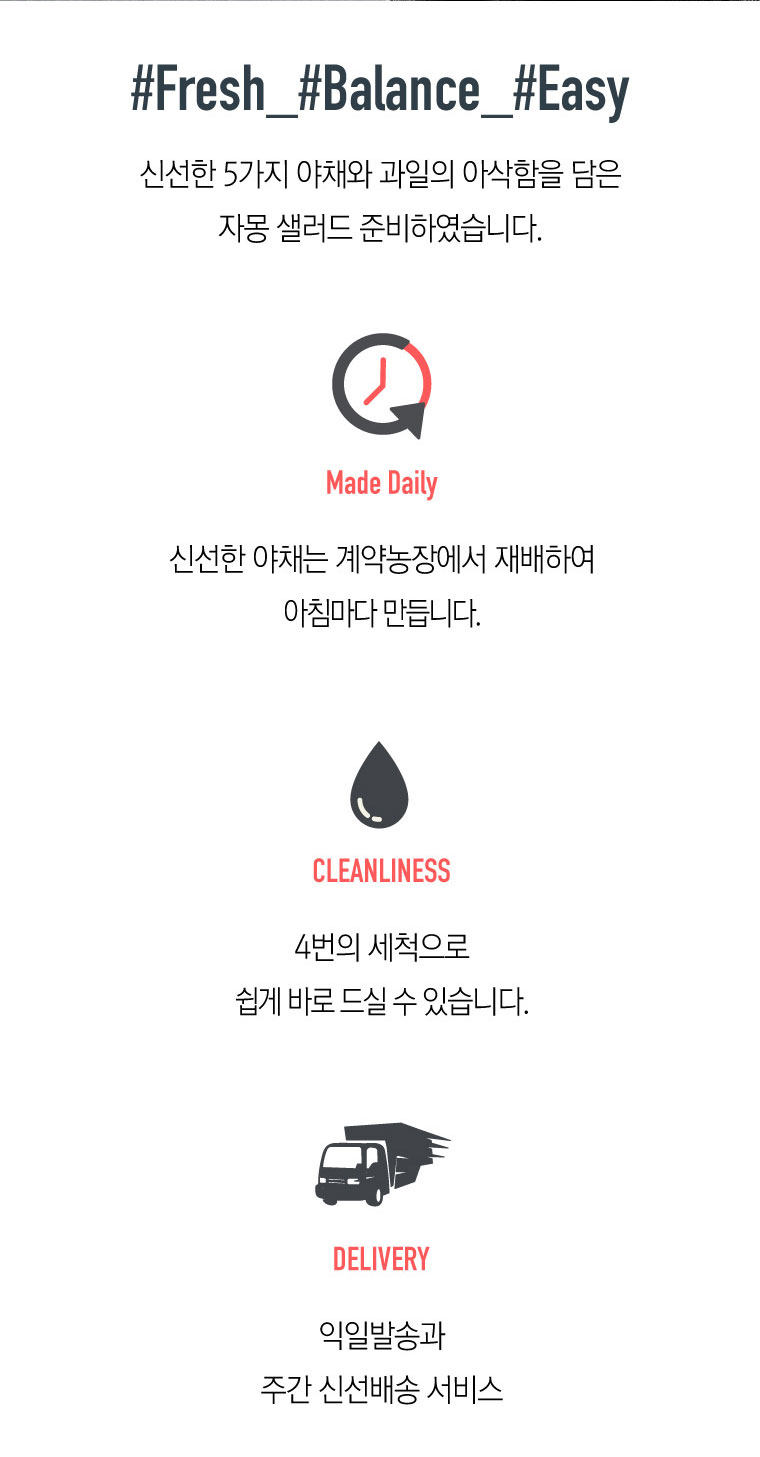 #Fresh_#Balance_#Easy
신선한 5가지 야채와 과일의 아삭함을 담은
자몽 샐러드 준비하였습니다.
Made Daily
신선한 야채는 계약농장에서 재배하여
아침마다 만듭니다.
CLEANLINESS
4번의 세척으로
쉽게 바로 드실 수 있습니다.
DELIVERY
익일발송과
주간 신선배송 서비스